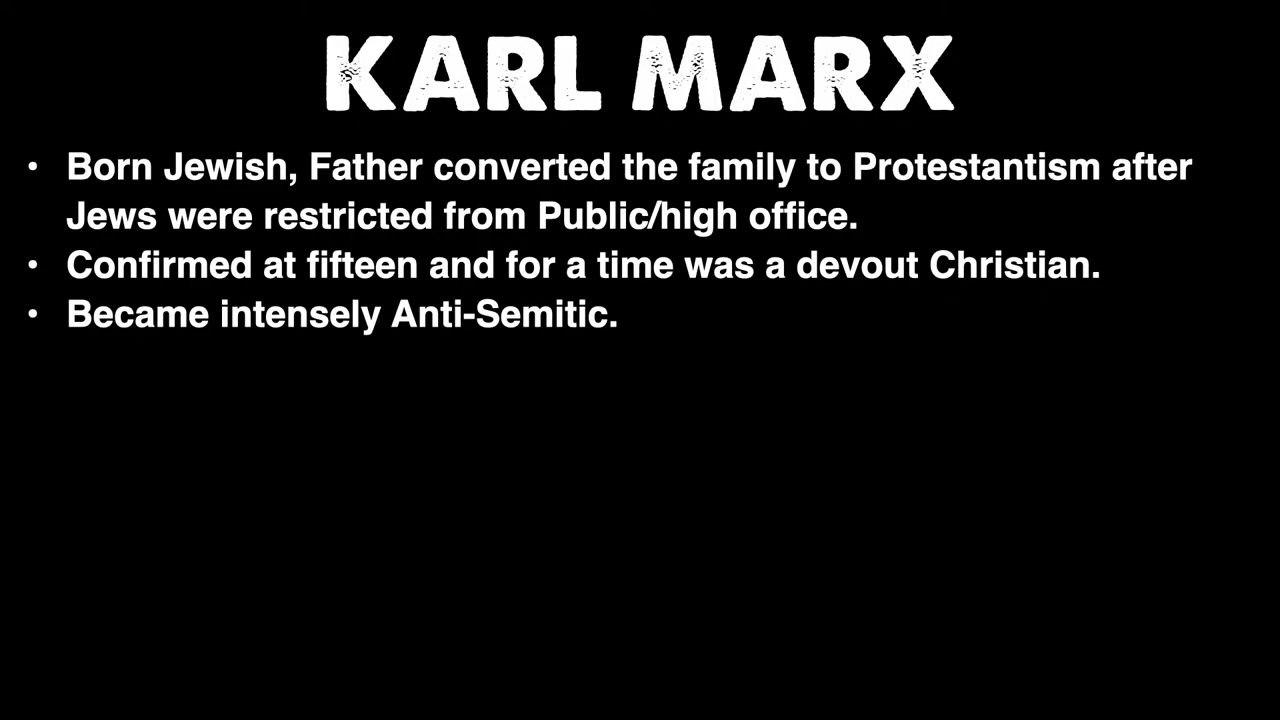 KARL MARX
• Born Jewish, Father converted the family to Protestantism after
Jews were restricted from Public/high office.
• Confirmed at fifteen and for a time was a devout Christian.
• Became intensely Anti-Semitic.